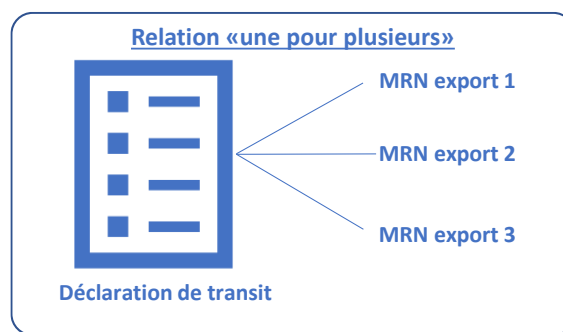 Relation «une pour plusieurs»
MRN export 1
MRN export 2
MRN export 3
Déclaration de transit